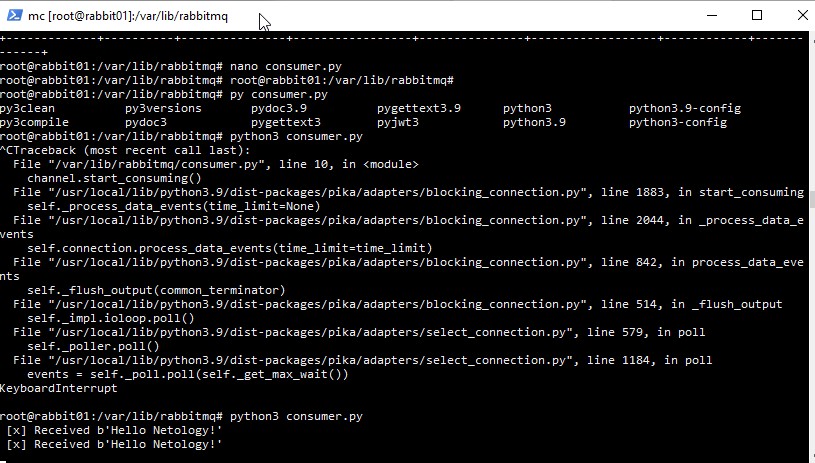 mc [root@rabbit01]:/var/lib/rabbitmq
+-----------+--------------+----------------+-----------------+--------------+------------------+------------+-------
------+
root@rabbit01:/var/lib/rabbitmq# nano consumer.py
root@rabbit01:/var/lib/rabbitmq# root@rabbit01:/var/lib/rabbitmq#
root@rabbit01:/var/lib/rabbitmq# py consumer.py
py3clean py3versions pydoc3.9 pygettext3.9 python3 python3.9-config
py3compile pydoc3 pygettext3 pyjwt3 python3.9 python3-config
root@rabbit01:/var/lib/rabbitmq# python3 consumer.py
^CTraceback (most recent call last):
File "/var/lib/rabbitmq/consumer.py", line 10, in <module>
channel.start_consuming()
File "/usr/local/lib/python3.9/dist-packages/pika/adapters/blocking_connection.py", line 1883, in start_consuming
self._process_data_events(time_limit=None)
File "/usr/local/lib/python3.9/dist-packages/pika/adapters/blocking_connection.py", line 2044, in _process_data_e
vents
self.connection.process_data_events(time_limit=time_limit)
File "/usr/local/lib/python3.9/dist-packages/pika/adapters/blocking_connection.py", line 842, in process_data_eve
nts
self._flush_output(common_terminator)
File "/usr/local/lib/python3.9/dist-packages/pika/adapters/blocking_connection.py", line 514, in _flush_output
self._impl.ioloop.poll()
File "/usr/local/lib/python3.9/dist-packages/pika/adapters/select_connection.py", line 579, in poll
self._poller.poll()
File "/usr/local/lib/python3.9/dist-packages/pika/adapters/select_connection.py", line 1184, in poll
events = self._poll.poll(self._get_max_wait())
KeyboardInterrupt
root@rabbit01:/var/lib/rabbitmq# python3 consumer.py
[x] Received b'Hello Netology!'
[x] Received b'Hello Netology!'